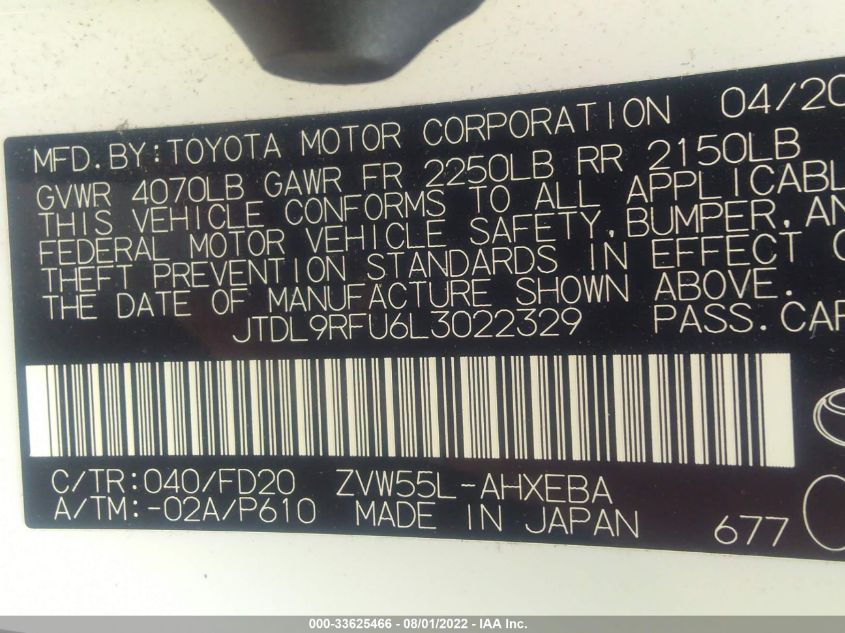 MFD.BY:TOYOTA MOTOR CORPORATION 04/20
GVWR 4070LB GAWR FR 2250LB RR 2150LB
THIS VEHICLE CONFORMS TO ALL APPLICABL
FEDERAL MOTOR VEHICLE SAFETY,BUMPER,AN
THEFT PREVENTION STANDARDS IN EFFECT O
THE DATE OF MANUFACTURE SHOWN ABOVE.
JTDL9RFU6L3022329 PASS.CAR
C/TR:040/FD20 ZVW55L-AHXEBA
A/TM:-02A/P610 MADE IN JAPAN 677
000-33625466 - 08/01/2022 - IAA Inc.